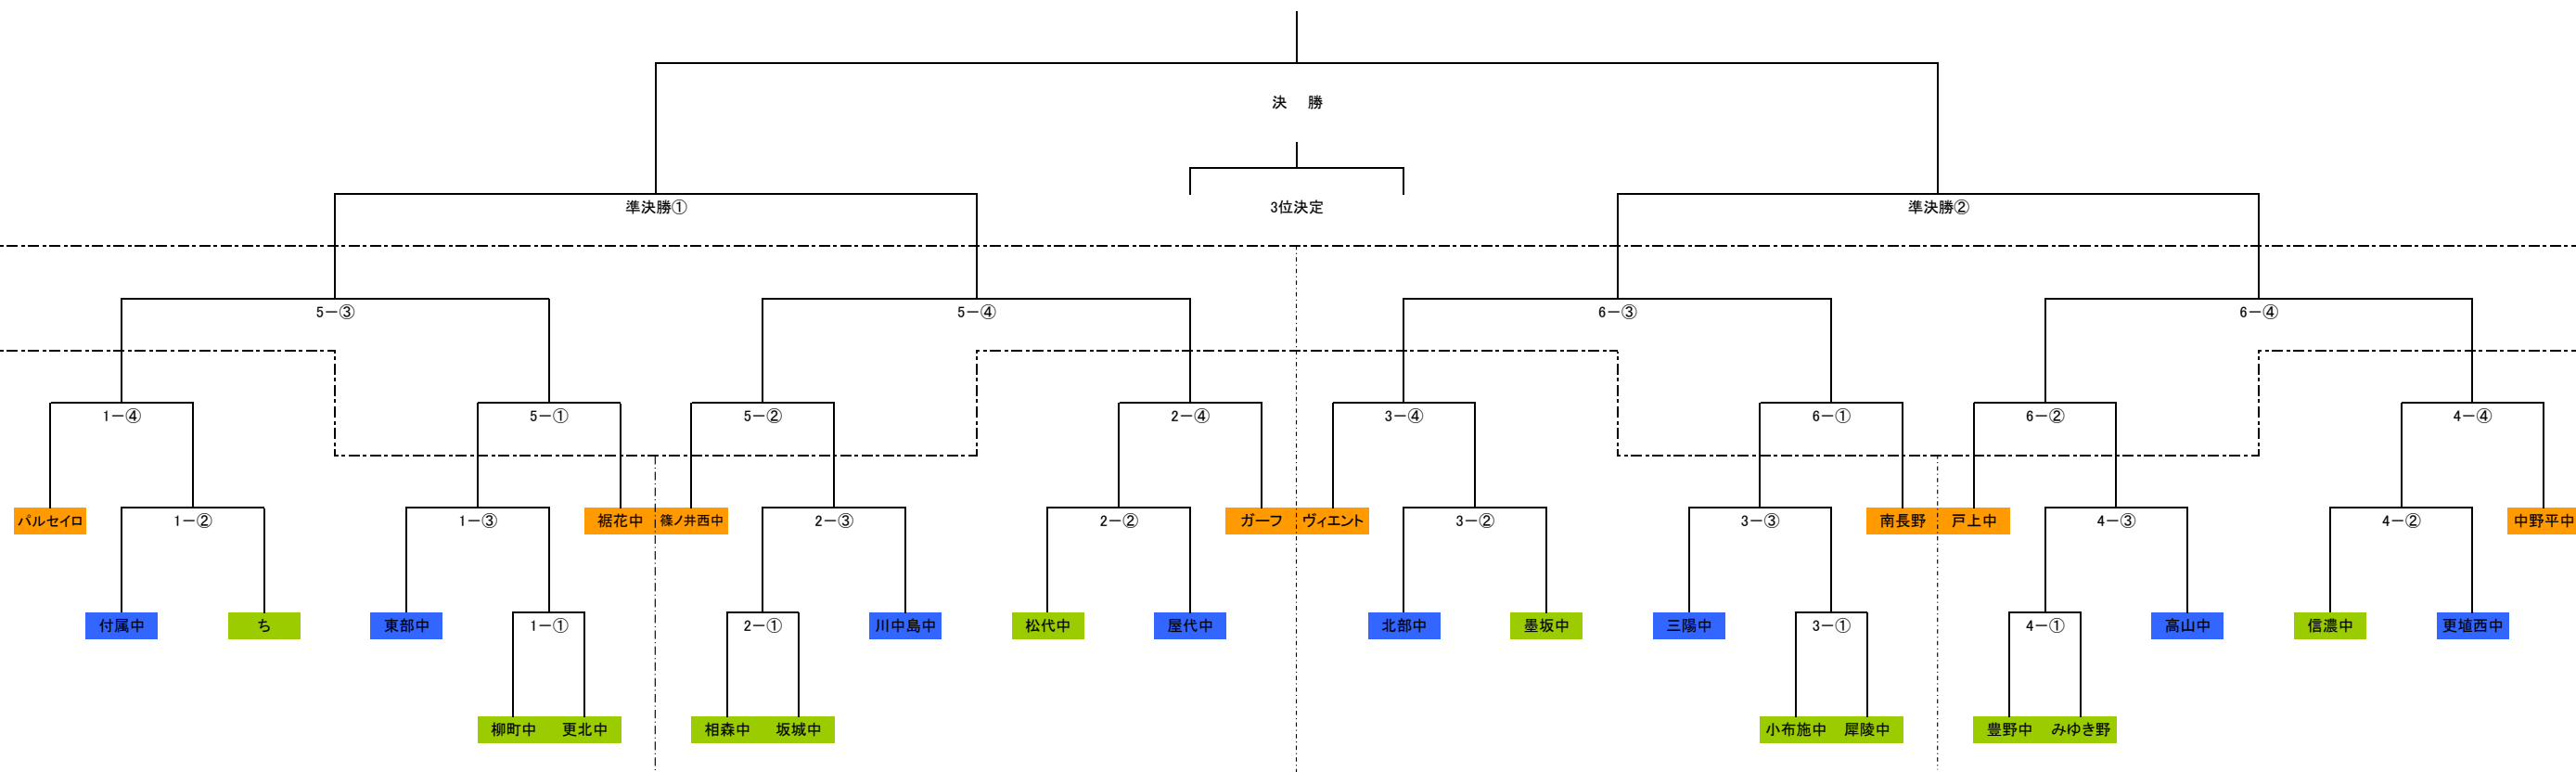 決 勝
準決勝①
3位決定
準決勝②
5－③
5－④
6－③
6－④
1－④
5－①
5－②
2－④
3－④
6－①
6－②
4－④
パルセイロ
1－②
1－③
裾花中
篠ノ井西中
2－③
2－②
ガーフ
ヴィエント
3－②
3－③
南長野
戸上中
4－③
4－②
中野平中
付属中
ち
東部中
1－①
2－①
川中島中
松代中
屋代中
北部中
墨坂中
三陽中
3－①
4－①
高山中
信濃中
更埴西中
柳町中
更北中
相森中
坂城中
小布施中
犀陵中
豊野中
みゆき野